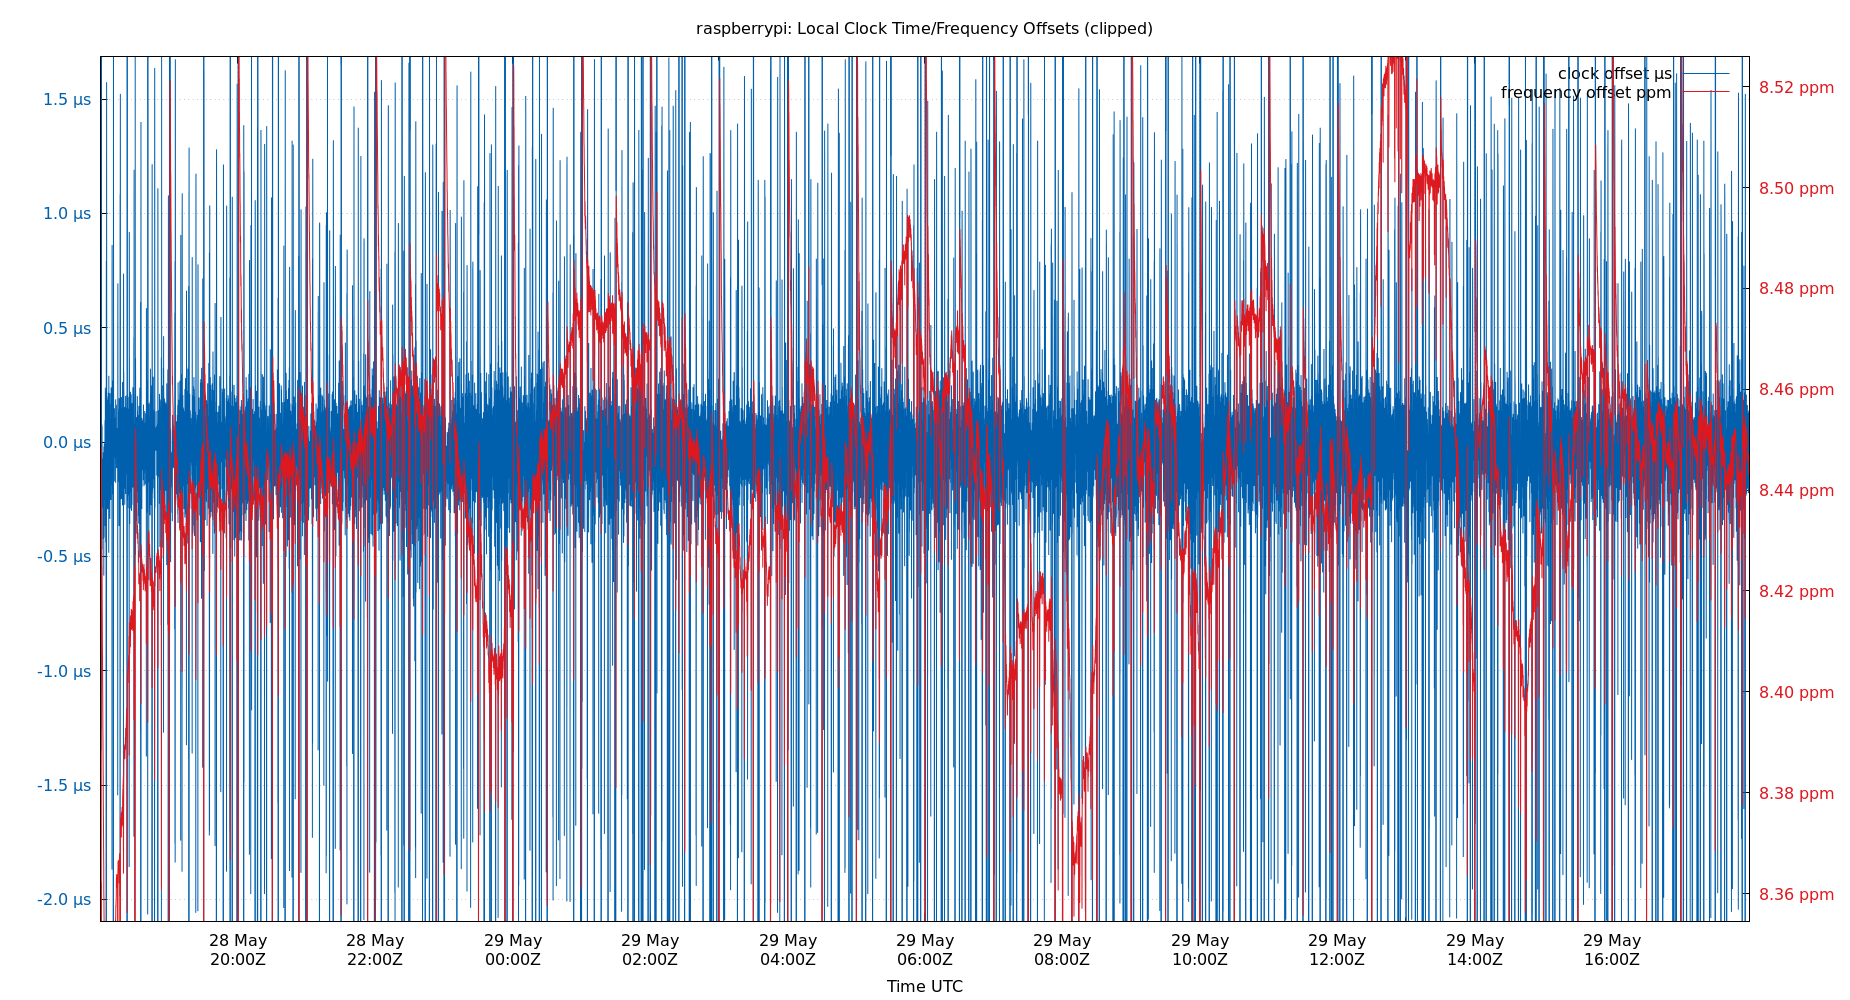 raspberrypi: Local Clock Time/Frequency Offsets (clipped)
clock offset µs
frequency offset ppm
1.5 µs
1.0 µs
0.5 µs
0.0 µs
-0.5 µs
-1.0 µs
-1.5 µs
-2.0 µs
8.52 ppm
8.50 ppm
8.48 ppm
8.46 ppm
8.44 ppm
8.42 ppm
8.40 ppm
8.38 ppm
8.36 ppm
28 May 28 May 29 May 29 May 29 May 29 May 29 May 29 May 29 May 29 May 29 May
20:00Z 22:00Z 00:00Z 02:00Z 04:00Z 06:00Z 08:00Z 10:00Z 12:00Z 14:00Z 16:00Z
Time UTC